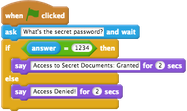 when clicked
ask What's the secret password? and wait
if answer = 1234 then
say Access to Secret Documents: Granted for 2 secs
else
say Access Denied! for 2 secs